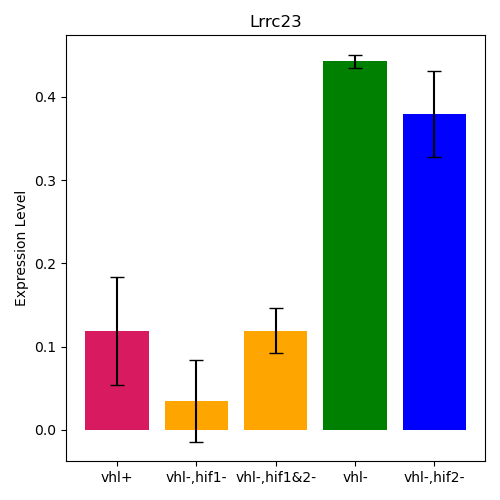 Lrrc23
Expression Level
0.4
0.3
0.2
0.1
0.0
vhl+
vhl-,hif1-
vhl-,hif1&2-
vhl-
vhl-,hif2-